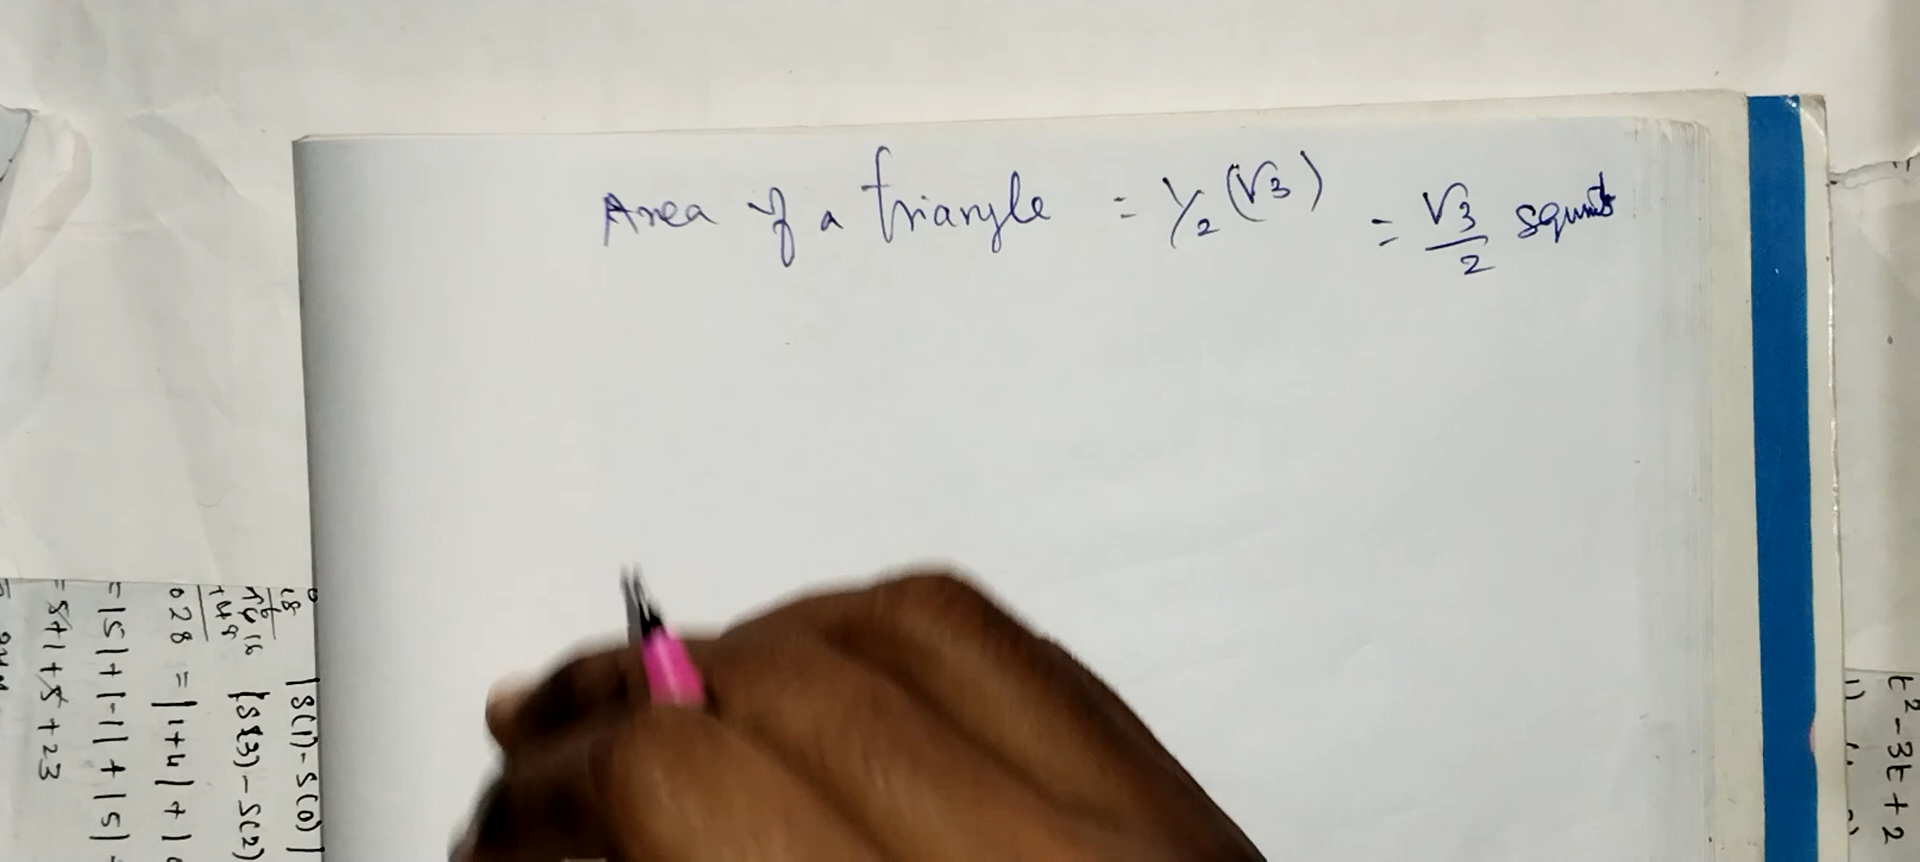 Area of a triangle = 1/2 (√3) = √3/2 squnits
|S(1)-S(0)|
|S(3)-S(2)
028 = |1+4|+|
=|5|+|-1|+|5|
=5+1+5+23
t²-3t+2